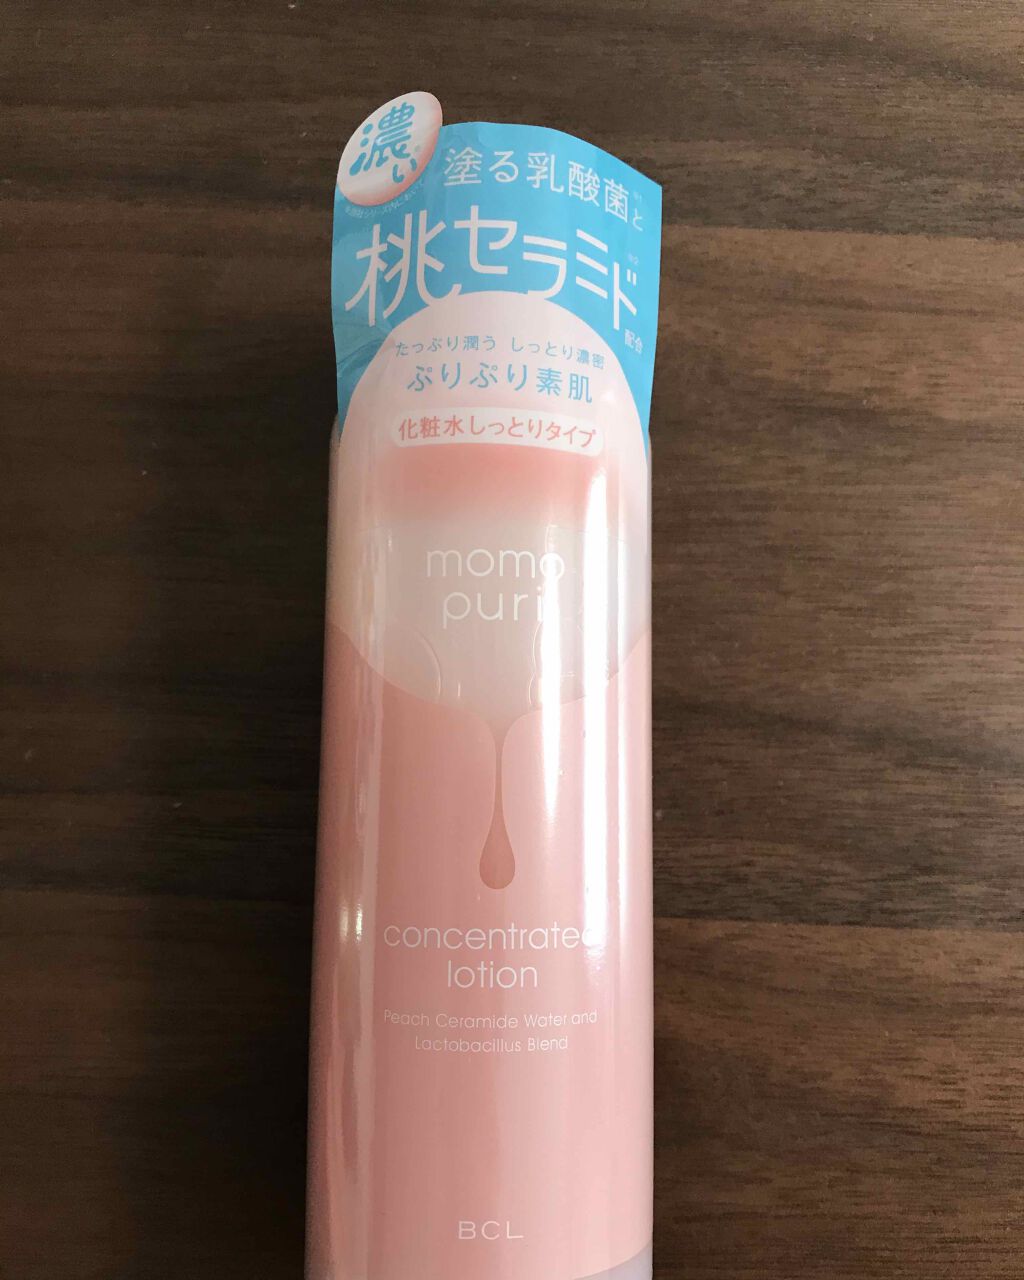 濃い
塗る乳酸菌※1と
桃セラミド※2
配合
たっぷり潤う しっとり濃密
ぷりぷり素肌
化粧水しっとりタイプ
momo
puri
concentrated
lotion
Peach Ceramide Water and
Lactobacillus Blend
BCL